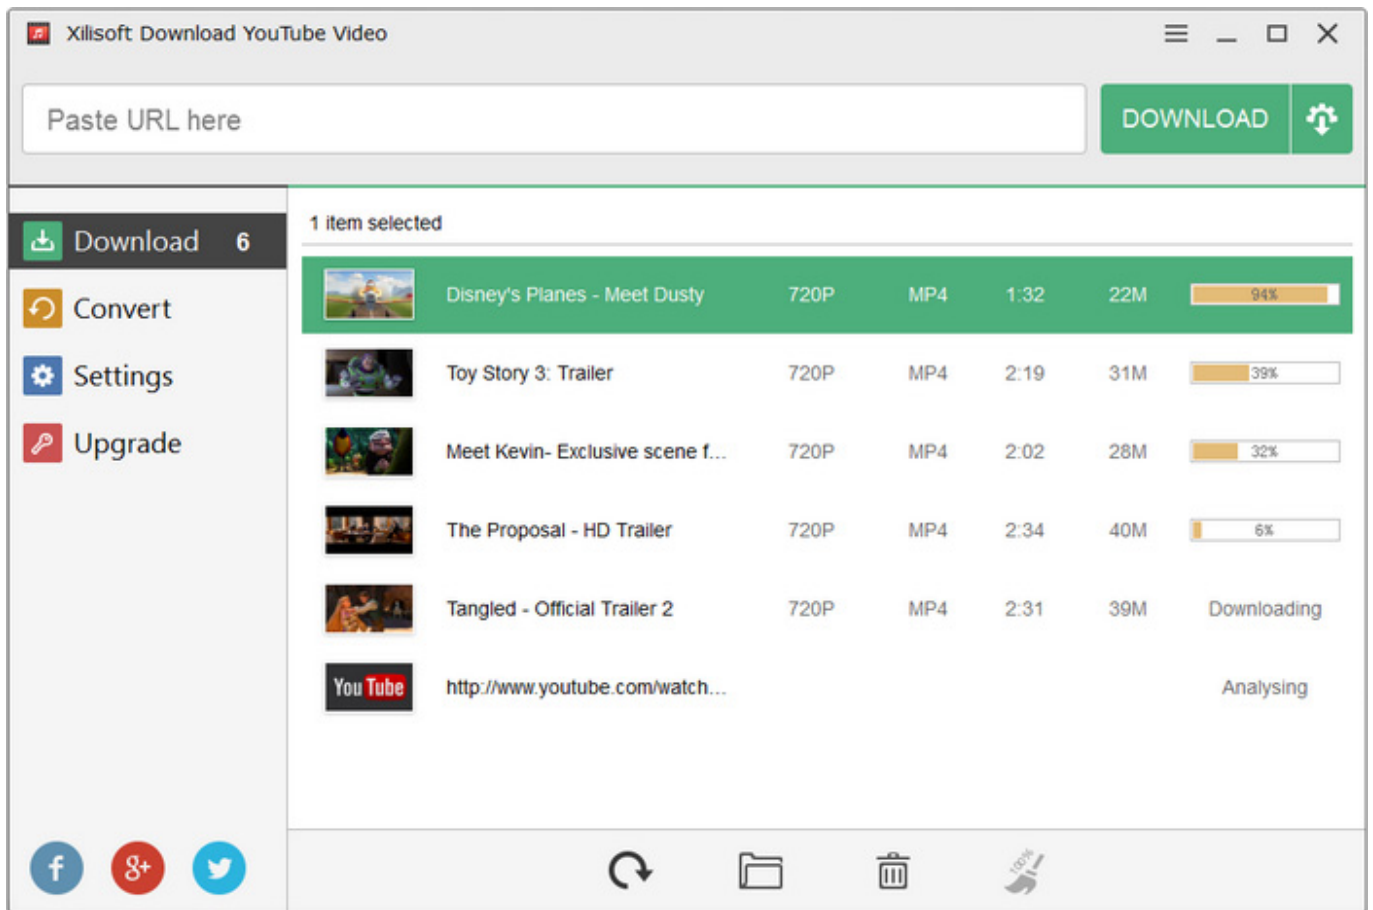 Xilisoft Download YouTube Video
Paste URL here
DOWNLOAD
Download 6
Convert
Settings
Upgrade
1 item selected
Disney's Planes - Meet Dusty 720P MP4 1:32 22M 94%
Toy Story 3: Trailer 720P MP4 2:19 31M 39%
Meet Kevin- Exclusive scene f... 720P MP4 2:02 28M 32%
The Proposal - HD Trailer 720P MP4 2:34 40M 6%
Tangled - Official Trailer 2 720P MP4 2:31 39M Downloading
You Tube http://www.youtube.com/watch... Analysing
f 8+
100%